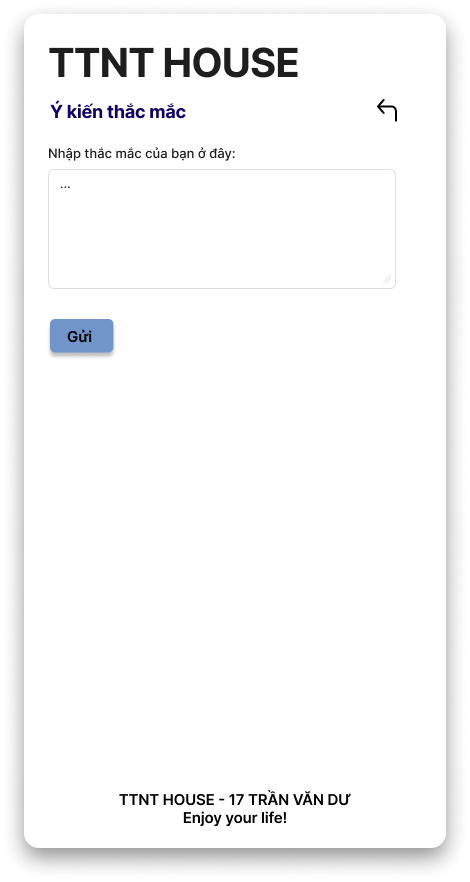 TTNT HOUSE
Ý kiến thắc mắc
Nhập thắc mắc của bạn ở đây:
...
Gửi
TTNT HOUSE - 17 TRẦN VĂN DƯ
Enjoy your life!